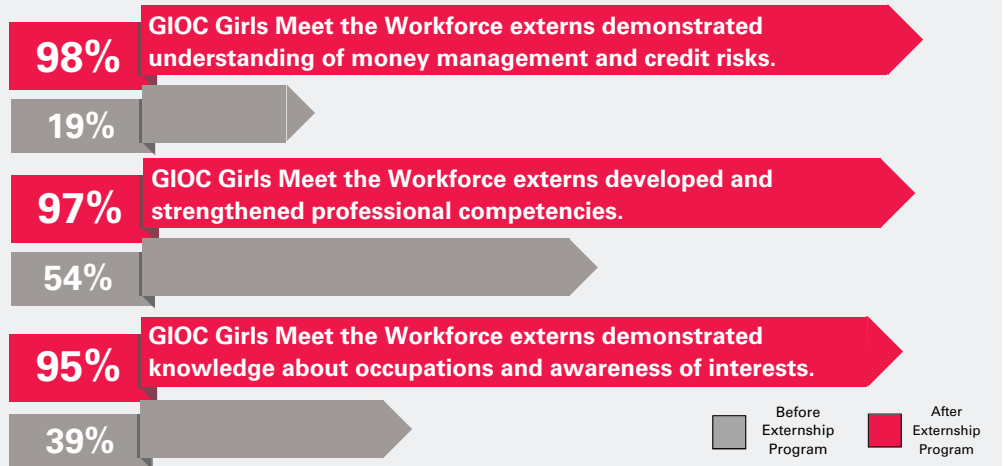 98%
GIOC Girls Meet the Workforce externs demonstrated
understanding of money management and credit risks.
19%
97%
GIOC Girls Meet the Workforce externs developed and
strengthened professional competencies.
54%
95%
GIOC Girls Meet the Workforce externs demonstrated
knowledge about occupations and awareness of interests.
39%
Before
Externship
Program
After
Externship
Program